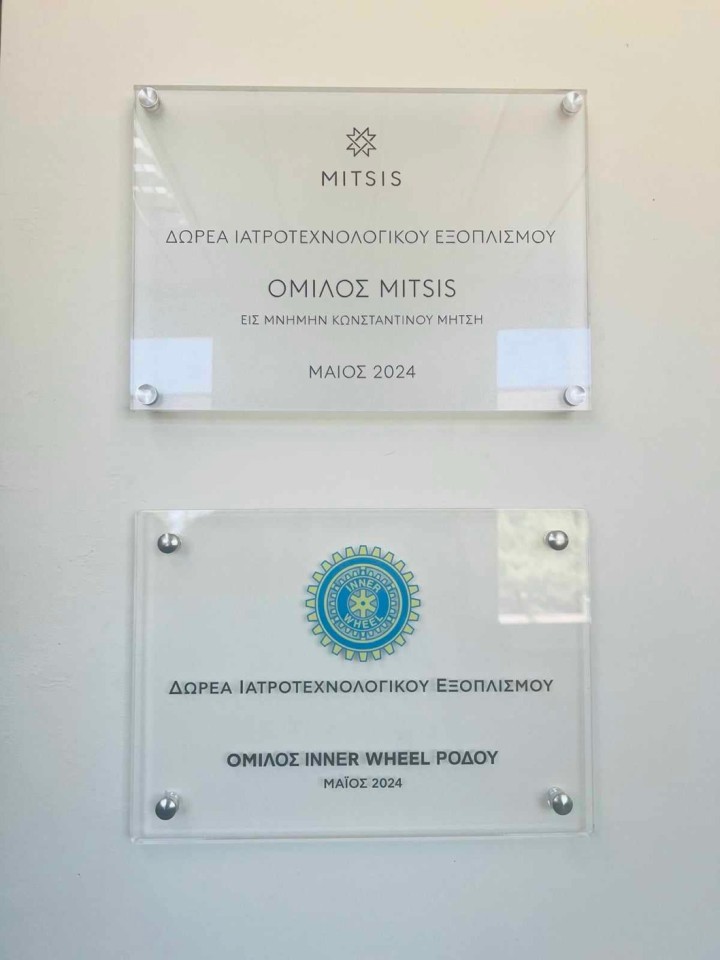 MITSIS
ΔΩΡΕΑ ΙΑΤΡΟΤΕΧΝΟΛΟΓΙΚΟΥ ΕΞΟΠΛΙΣΜΟΥ
ΟΜΙΛΟΣ MITSIS
ΕΙΣ ΜΝΗΜΗΝ ΚΩΝΣΤΑΝΤΙΝΟΥ ΜΗΤΣΗ
ΜΑΙΟΣ 2024
INNER
WHEEL
ΔΩΡΕΑ ΙΑΤΡΟΤΕΧΝΟΛΟΓΙΚΟΥ ΕΞΟΠΛΙΣΜΟΥ
ΟΜΙΛΟΣ INNER WHEEL ΡΟΔΟΥ
ΜΑΪΟΣ 2024